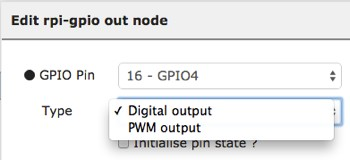 Edit rpi-gpio out node
GPIO Pin 16 - GPIO4
Type ✓ Digital output
PWM output
Initialise pin state ?